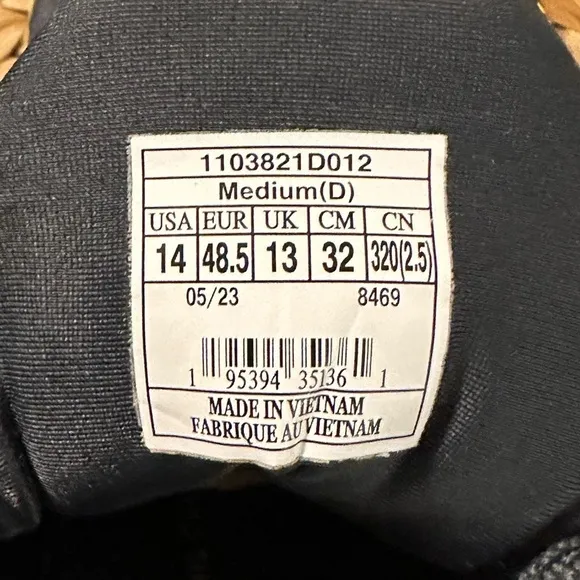 1103821D012
Medium(D)
USA EUR UK CM CN
14 48.5 13 32 320(2.5)
05/23 8469
1 95394 35136 1
MADE IN VIETNAM
FABRIQUE AU VIETNAM